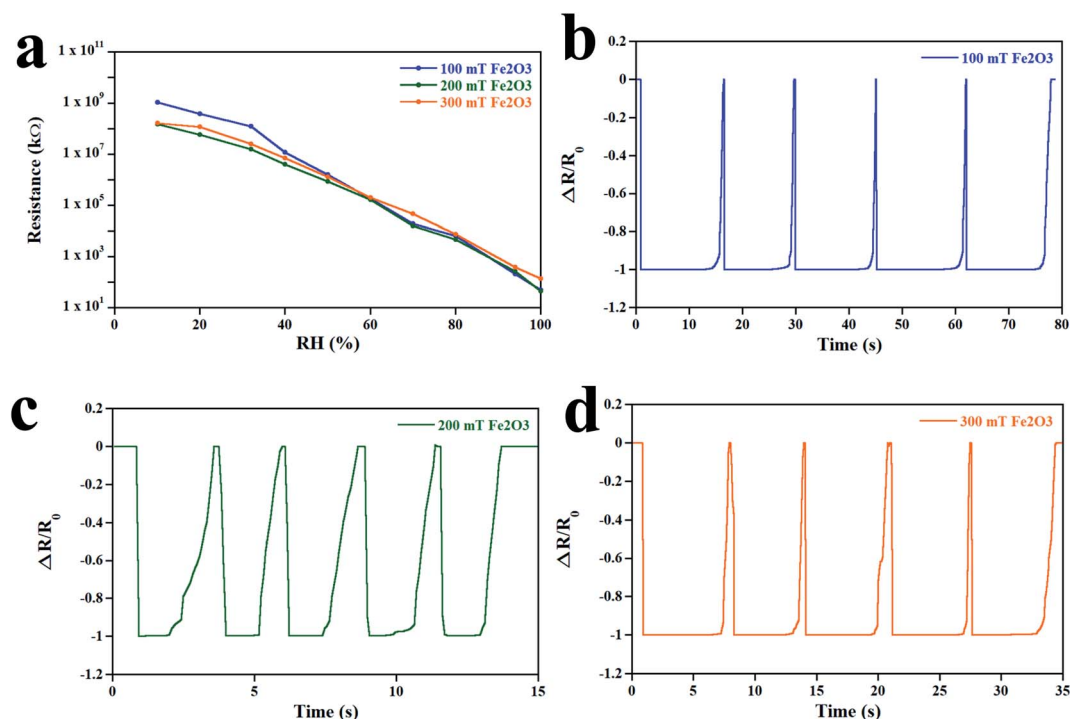 a
1 x 10^11
1 x 10^9
1 x 10^7
1 x 10^5
1 x 10^3
1 x 10^1
Resistance (kΩ)
100 mT Fe2O3
200 mT Fe2O3
300 mT Fe2O3
0 20 40 60 80 100
RH (%)
b
0.2
0
-0.2
-0.4
-0.6
-0.8
-1
-1.2
ΔR/R₀
100 mT Fe2O3
0 10 20 30 40 50 60 70 80
Time (s)
c
0.2
0
-0.2
-0.4
-0.6
-0.8
-1
-1.2
ΔR/R₀
200 mT Fe2O3
0 5 10 15
Time (s)
d
0.2
0
-0.2
-0.4
-0.6
-0.8
-1
-1.2
ΔR/R₀
300 mT Fe2O3
0 5 10 15 20 25 30 35
Time (s)